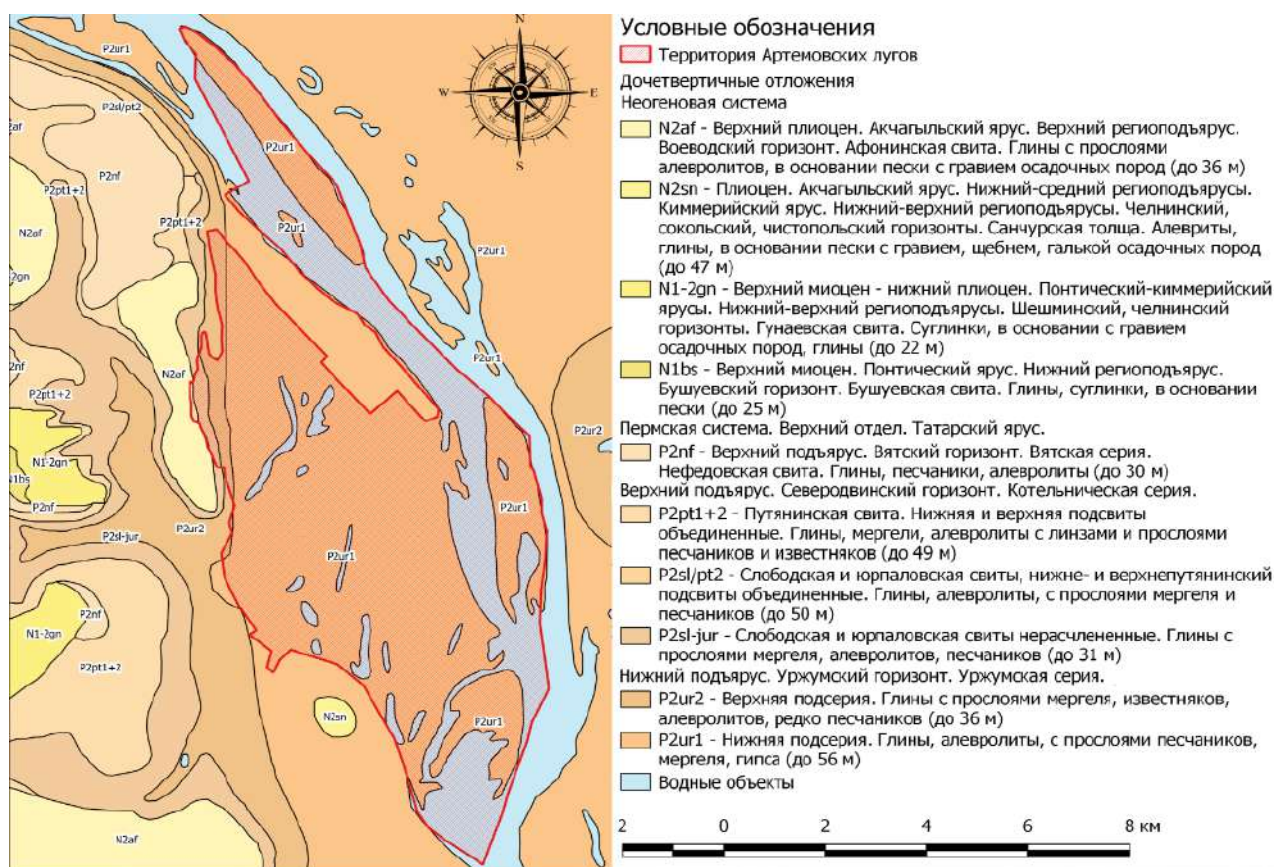 N
W
E
S
P2ur1
P2sl/pt2
2af
P2nf
P2ur1
P2pt1+2
P2pt1+2
N2af
P2ur1
P2ur1
-2gn
N2af
P2ur1
2nf
P2pt1+2
P2ur2
N1-2gn
N1bs
P2nf
P2ur2
P2ur1
P2sl-jur
P2ur1
P2nf
N1-2gn
P2pt1+2
N2sn
P2ur1
N2af
Условные обозначения
Территория Артемовских лугов
Дочетвертичные отложения
Неогеновая система
N2af - Верхний плиоцен. Акчагыльский ярус. Верхний региоподъярус.
Воеводский горизонт. Афонинская свита. Глины с прослоями
алевролитов, в основании пески с гравием осадочных пород (до 36 м)
N2sn - Плиоцен. Акчагыльский ярус. Нижний-средний региоподъярусы.
Киммерийский ярус. Нижний-верхний региоподъярусы. Челнинский,
сокольский, чистопольский горизонты. Санчурская толща. Алевриты,
глины, в основании пески с гравием, щебнем, галькой осадочных пород
(до 47 м)
N1-2gn - Верхний миоцен - нижний плиоцен. Понтический-киммерийский
ярусы. Нижний-верхний региоподъярусы. Шешминский, челнинский
горизонты. Гунаевская свита. Суглинки, в основании с гравием
осадочных пород, глины (до 22 м)
N1bs - Верхний миоцен. Понтический ярус. Нижний региоподъярус.
Бушуевский горизонт. Бушуевская свита. Глины, суглинки, в основании
пески (до 25 м)
Пермская система. Верхний отдел. Татарский ярус.
P2nf - Верхний подъярус. Вятский горизонт. Вятская серия.
Нефедовская свита. Глины, песчаники, алевролиты (до 30 м)
Верхний подъярус. Северодвинский горизонт. Котельническая серия.
P2pt1+2 - Путянинская свита. Нижняя и верхняя подсвиты
объединенные. Глины, мергели, алевролиты с линзами и прослоями
песчаников и известняков (до 49 м)
P2sl/pt2 - Слободская и юрпаловская свиты, нижне- и верхнепутянинский
подсвиты объединенные. Глины, алевролиты, с прослоями мергеля и
песчаников (до 50 м)
P2sl-jur - Слободская и юрпаловская свиты нерасчлененные. Глины с
прослоями мергеля, алевролитов, песчаников (до 31 м)
Нижний подъярус. Уржумский горизонт. Уржумская серия.
P2ur2 - Верхняя подсерия. Глины с прослоями мергеля, известняков,
алевролитов, редко песчаников (до 36 м)
P2ur1 - Нижняя подсерия. Глины, алевролиты, с прослоями песчаников,
мергеля, гипса (до 56 м)
Водные объекты
2 0 2 4 6 8 км